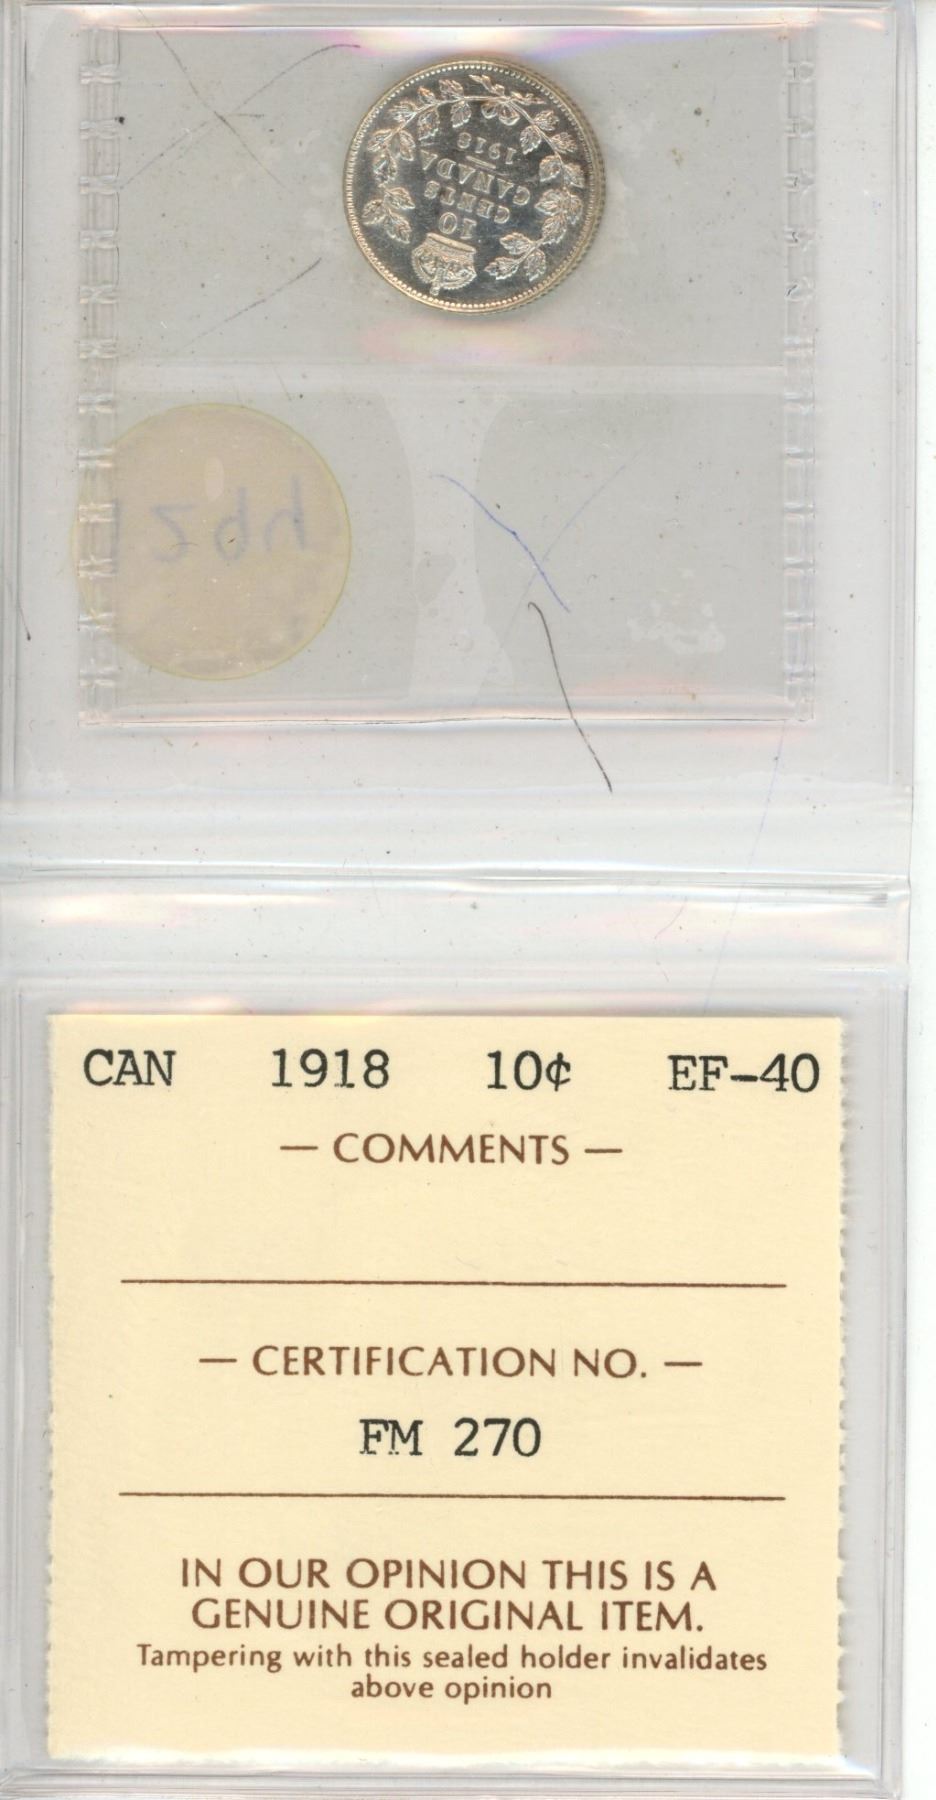 10
CENTS
CANADA
1918
294
CAN 1918 10¢ EF-40
— COMMENTS —
— CERTIFICATION NO. —
FM 270
IN OUR OPINION THIS IS A
GENUINE ORIGINAL ITEM.
Tampering with this sealed holder invalidates
above opinion